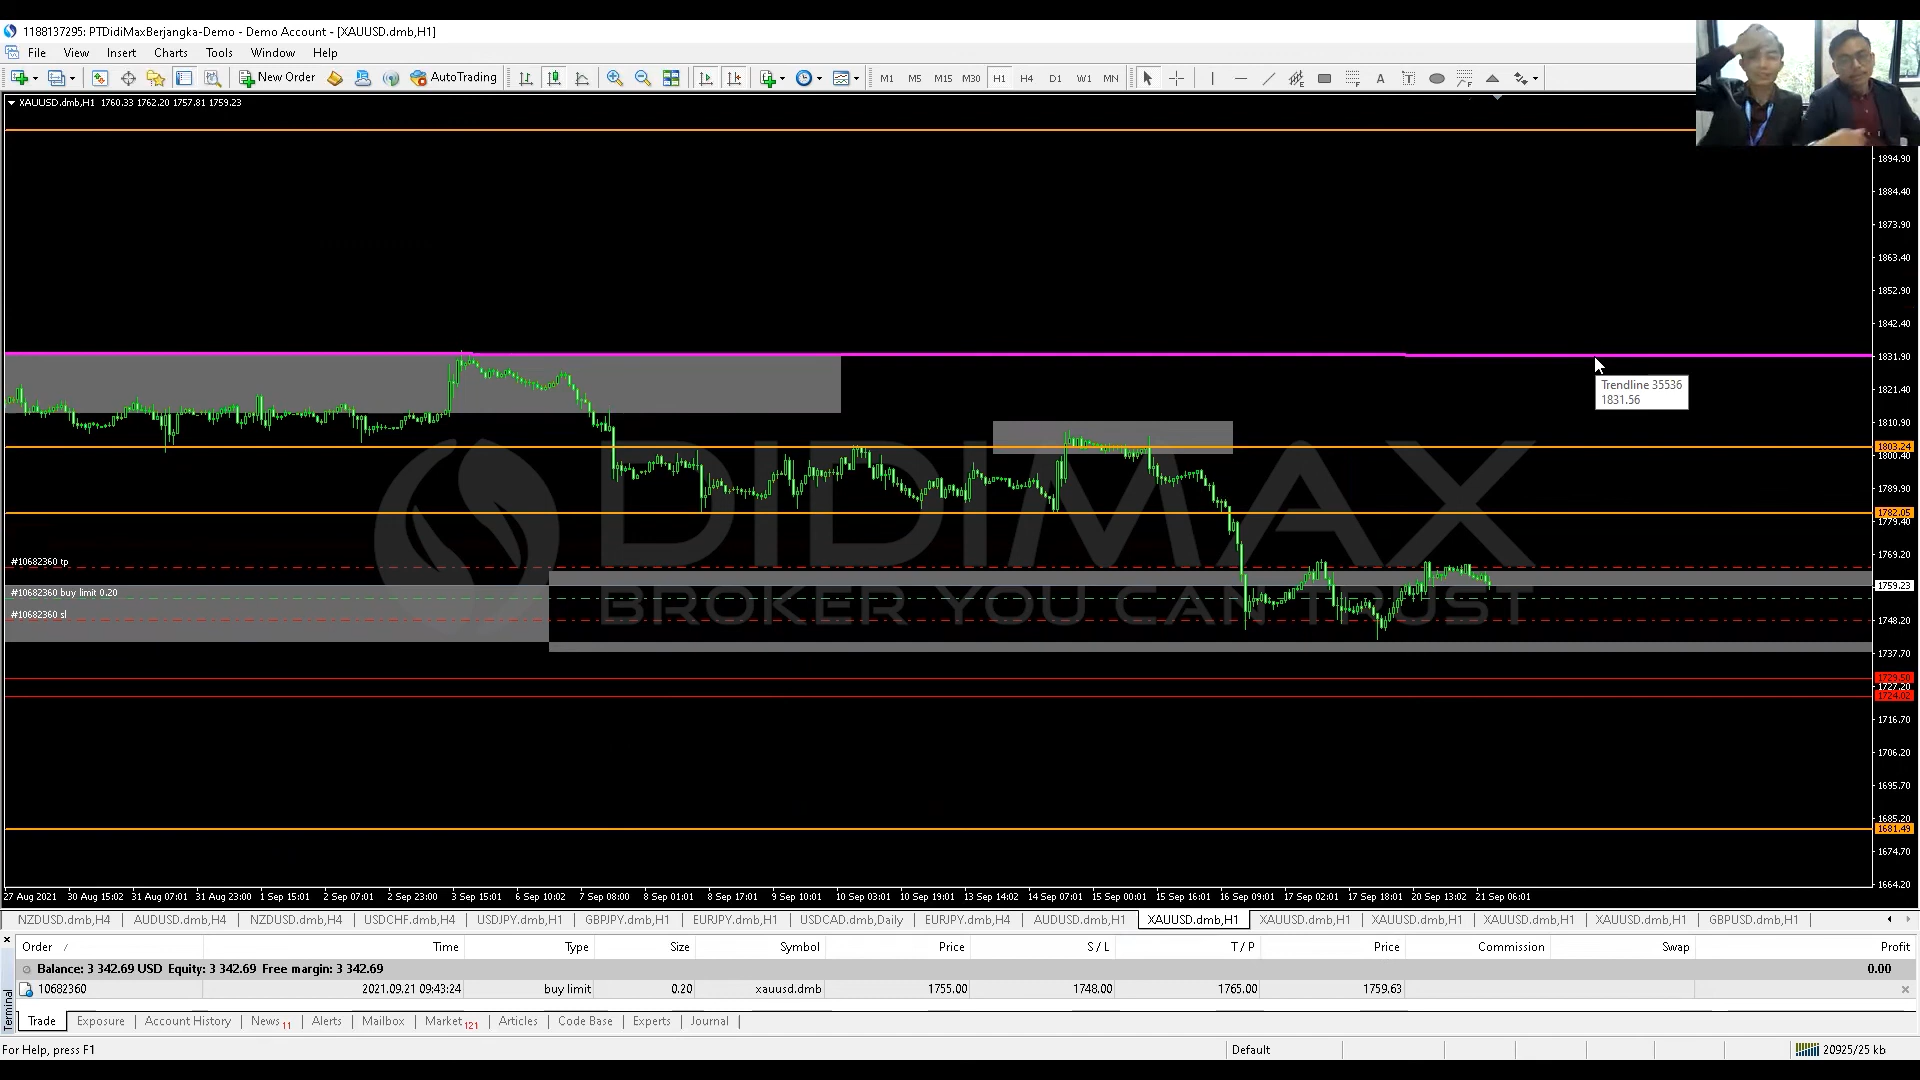 1188137295: PTDidiMaxBerjangka-Demo - Demo Account - [XAUUSD.dmb,H1]
File View Insert Charts Tools Window Help
New Order AutoTrading M1 M5 M15 M30 H1 H4 D1 W1 MN A T
XAUUSD.dmb,H1 1760.33 1762.20 1757.81 1759.23
1894.90
1884.40
1873.90
1863.40
1852.90
1842.40
1831.90
Trendline 35536
1831.56
1821.40
1810.90
1803.24
1800.40
1789.90
1782.05
1779.40
DIDIMAX
BROKER YOU CAN TRUST
1769.20
#10682360 tp
1759.23
#10682360 buy limit 0.20
#10682360 sl
1748.20
1737.70
1729.50
1727.20
1724.02
1716.70
1706.20
1695.70
1685.20
1681.49
1674.70
1664.20
27 Aug 2021 30 Aug 15:02 31 Aug 07:01 31 Aug 23:00 1 Sep 15:01 2 Sep 07:01 2 Sep 23:00 3 Sep 15:01 6 Sep 10:02 7 Sep 08:00 8 Sep 01:01 8 Sep 17:01 9 Sep 10:01 10 Sep 03:01 10 Sep 19:01 13 Sep 14:02 14 Sep 07:01 15 Sep 00:01 15 Sep 16:00 16 Sep 09:01 17 Sep 02:01 17 Sep 18:01 20 Sep 13:02 21 Sep 06:01
NZDUSD.dmb,H4 AUDUSD.dmb,H4 NZDUSD.dmb,H4 USDCHF.dmb,H4 USDJPY.dmb,H1 GBPJPY.dmb,H1 EURJPY.dmb,H1 USDCAD.dmb,Daily EURJPY.dmb,H4 AUDUSD.dmb,H1 XAUUSD.dmb,H1 XAUUSD.dmb,H1 XAUUSD.dmb,H1 XAUUSD.dmb,H1 XAUUSD.dmb,H1 GBPUSD.dmb,H1
Order / Time Type Size Symbol Price S / L T / P Price Commission Swap Profit
Balance: 3 342.69 USD Equity: 3 342.69 Free margin: 3 342.69 0.00
10682360 2021.09.21 09:43:24 buy limit 0.20 xauusd.dmb 1755.00 1748.00 1765.00 1759.63
Terminal
Trade Exposure Account History News 11 Alerts Mailbox Market 121 Articles Code Base Experts Journal
For Help, press F1 Default 20925/25 kb